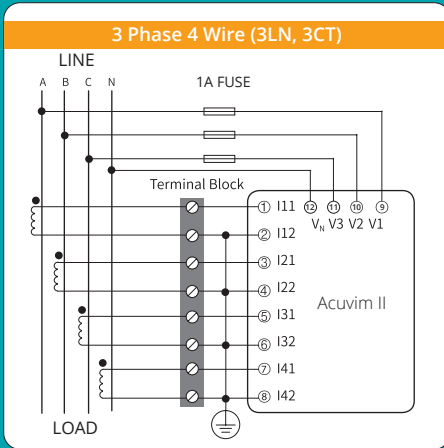 3 Phase 4 Wire (3LN, 3CT)
LINE
A B C N
1A FUSE
Terminal Block
① I11
② I12
③ I21
④ I22
⑤ I31
⑥ I32
⑦ I41
⑧ I42
⑫ ⑪ ⑩ ⑨
VN V3 V2 V1
Acuvim II
LOAD